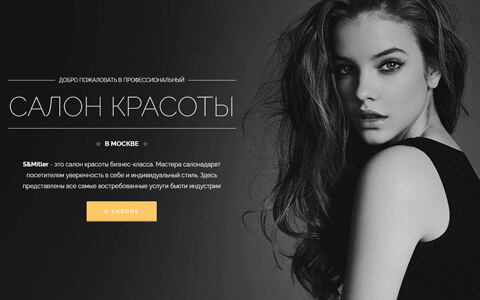 ДОБРО ПОЖАЛОВАТЬ В ПРОФЕССИОНАЛЬНЫЙ
САЛОН КРАСОТЫ
В МОСКВЕ
S&Mitler - это салон красоты бизнес-класса. Мастера салонадарят
посетителям уверенность в себе и индивидуальный стиль. Здесь
представлены все самые востребованные услуги бьюти индустрии
О САЛОНЕ